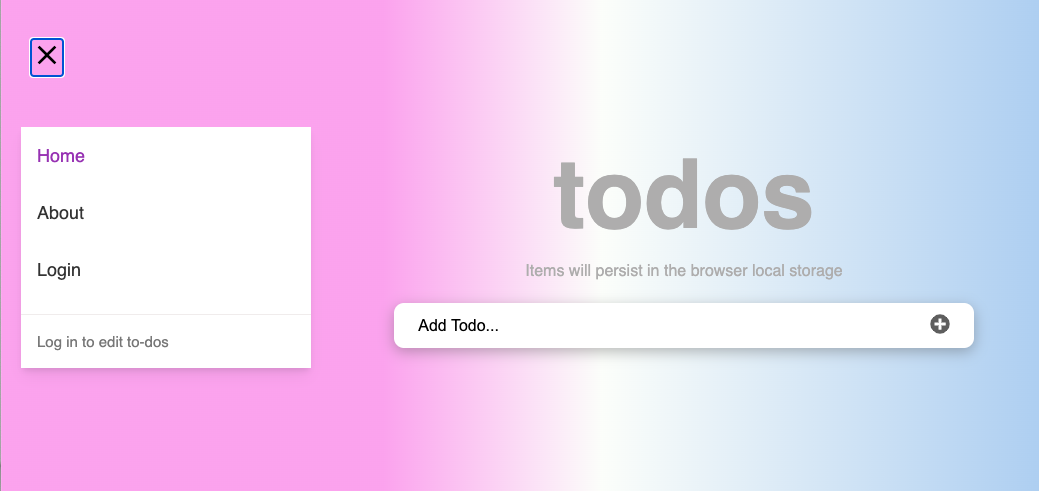 Home
About
Login
Log in to edit to-dos
todos
Items will persist in the browser local storage
Add Todo...